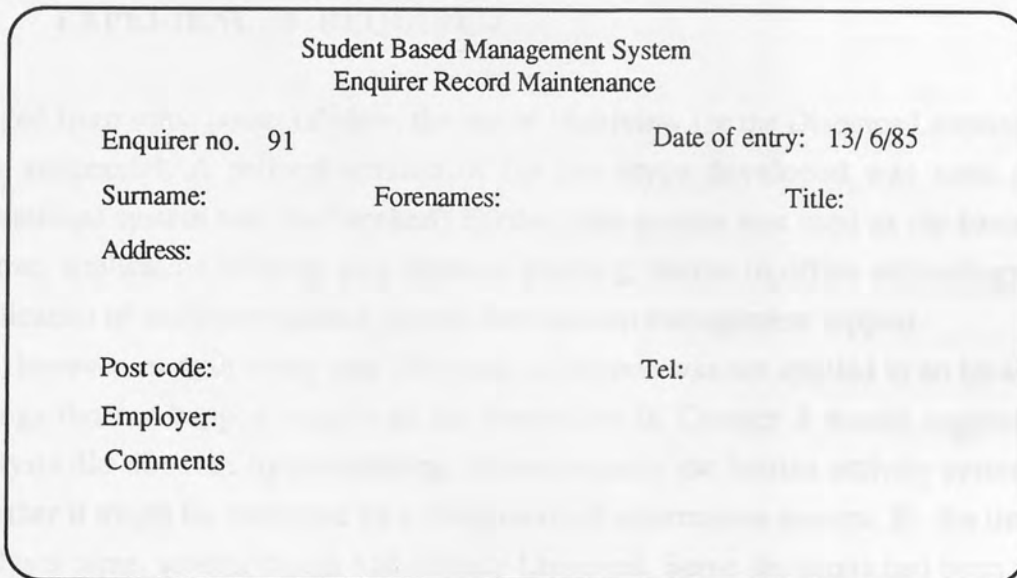 Student Based Management System
Enquirer Record Maintenance
Enquirer no. 91 Date of entry: 13/ 6/85
Surname: Forenames: Title:
Address:
Post code: Tel:
Employer:
Comments